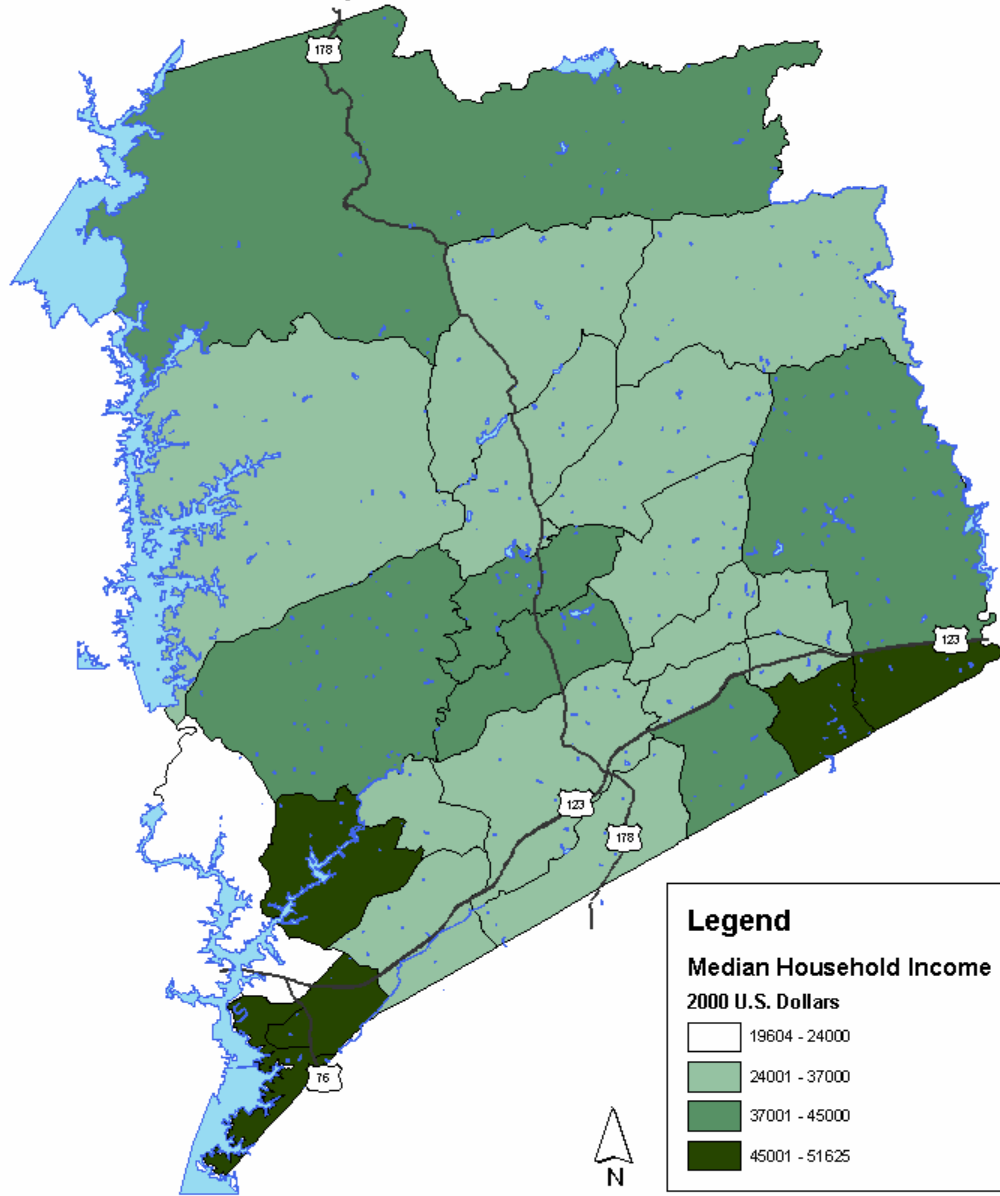 178
123
123
178
76
Legend
Median Household Income
2000 U.S. Dollars
19604 - 24000
24001 - 37000
37001 - 45000
45001 - 51625
N